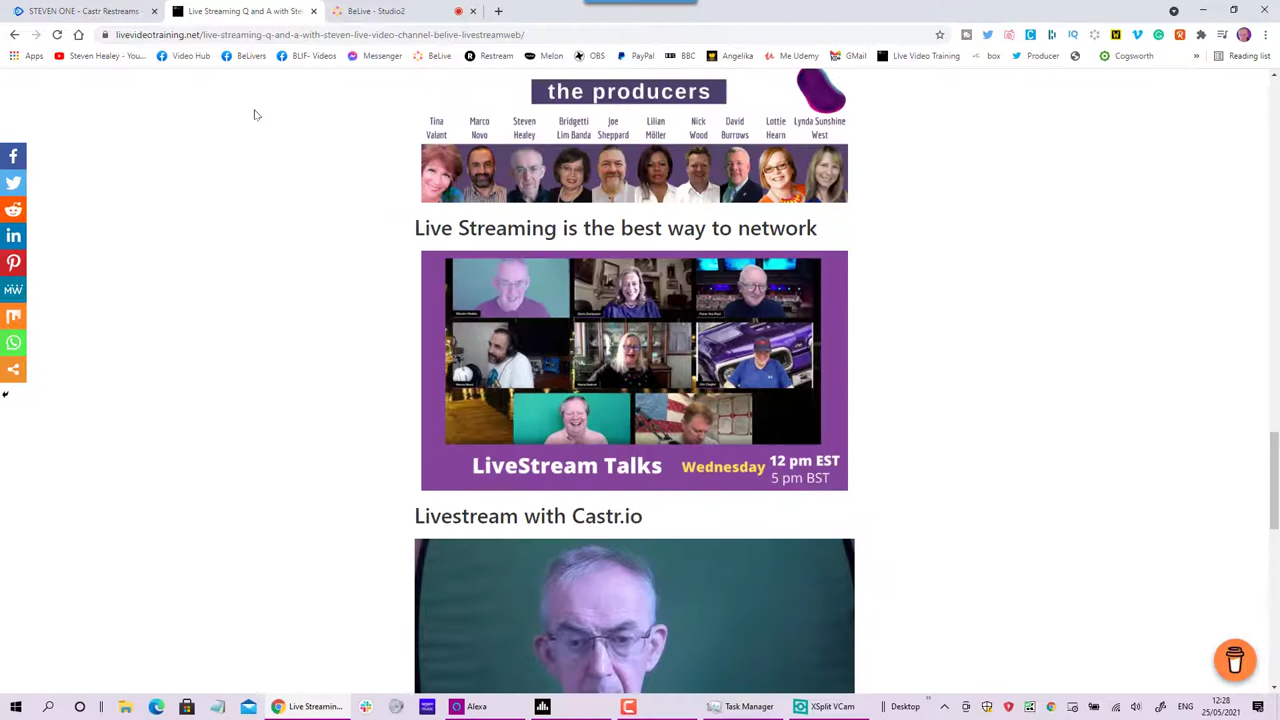 STEVEN ONE - Castr Restream -
Live Streaming Q and A with Ste
BeLive - Studio2
livevideotraining.net/live-streaming-q-and-a-with-steven-live-video-channel-belive-livestreamweb/
Apps
Steven Healey - You...
Video Hub
BeLivers
BLIF- Videos
Messenger
BeLive
Restream
Melon
OBS
PayPal
BBC
Angelika
Me Udemy
GMail
Live Video Training
box
Producer
Cogsworth
Reading list
the producers
Tina Valant
Marco Novo
Steven Healey
Bridgetti Lim Banda
Joe Sheppard
Lilian Möller
Nick Wood
David Burrows
Lottie Hearn
Lynda Sunshine West
Live Streaming is the best way to network
LiveStream Talks
Wednesday
12 pm EST
5 pm BST
Livestream with Castr.io
Live Streamin...
Alexa
Task Manager
XSplit VCam
Desktop
ENG
12:28
25/05/2021